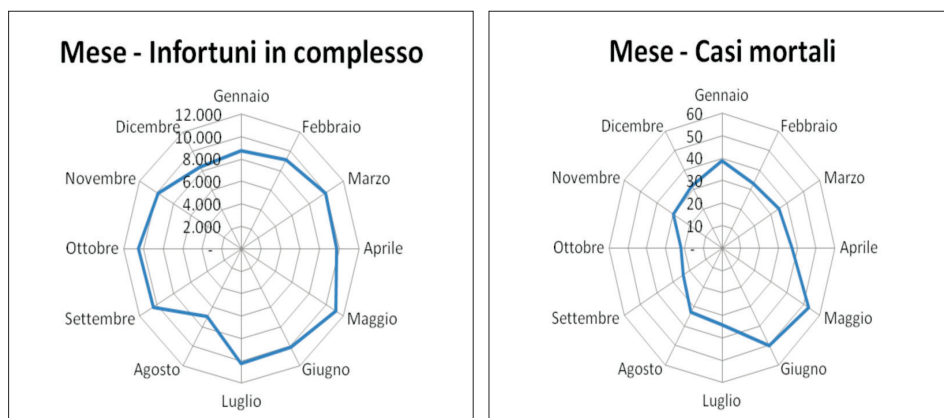 Mese - Infortuni in complesso
Gennaio
12.000
Dicembre
Febbraio
10.000
8.000
Novembre
6.000
Marzo
4.000
2.000
Ottobre
-
Aprile
Settembre
Maggio
Agosto
Giugno
Luglio
Mese - Casi mortali
Gennaio
60
Dicembre
Febbraio
50
40
Novembre
30
Marzo
20
10
Ottobre
-
Aprile
Settembre
Maggio
Agosto
Giugno
Luglio